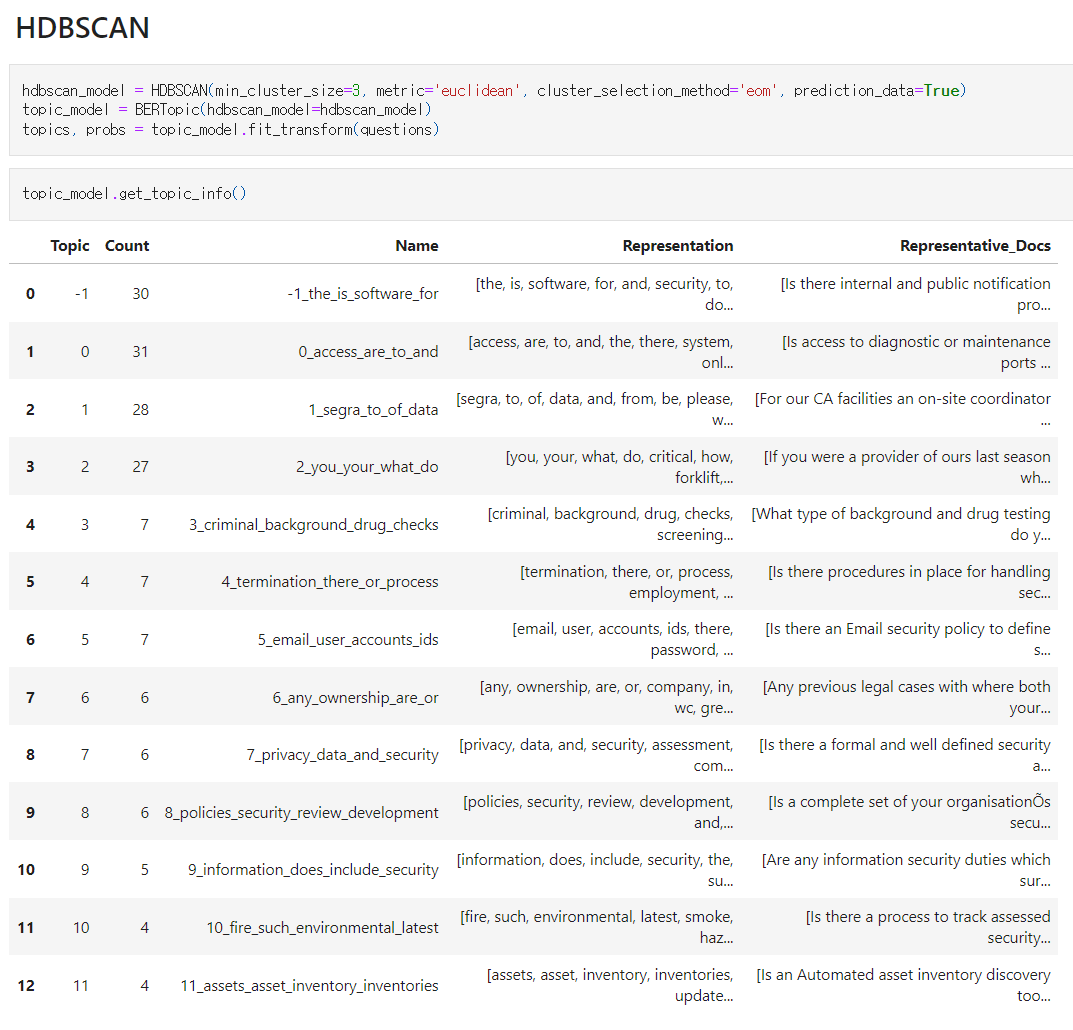 HDBSCAN
hdbscan_model = HDBSCAN(min_cluster_size=3, metric='euclidean', cluster_selection_method='eom', prediction_data=True)
topic_model = BERTopic(hdbscan_model=hdbscan_model)
topics, probs = topic_model.fit_transform(questions)
topic_model.get_topic_info()
Topic Count Name Representation Representative_Docs
0 -1 30 -1_the_is_software_for [the, is, software, for, and, security, to, do... [Is there internal and public notification pro...
1 0 31 0_access_are_to_and [access, are, to, and, the, there, system, onl... [Is access to diagnostic or maintenance ports ...
2 1 28 1_segra_to_of_data [segra, to, of, data, and, from, be, please, w... [For our CA facilities an on-site coordinator ...
3 2 27 2_you_your_what_do [you, your, what, do, critical, how, forklift,... [If you were a provider of ours last season wh...
4 3 7 3_criminal_background_drug_checks [criminal, background, drug, checks, screening... [What type of background and drug testing do y...
5 4 7 4_termination_there_or_process [termination, there, or, process, employment, ... [Is there procedures in place for handling sec...
6 5 7 5_email_user_accounts_ids [email, user, accounts, ids, there, password, ... [Is there an Email security policy to define s...
7 6 6 6_any_ownership_are_or [any, ownership, are, or, company, in, wc, gre... [Any previous legal cases with where both your...
8 7 6 7_privacy_data_and_security [privacy, data, and, security, assessment, com... [Is there a formal and well defined security a...
9 8 6 8_policies_security_review_development [policies, security, review, development, and,... [Is a complete set of your organisationÕs secu...
10 9 5 9_information_does_include_security [information, does, include, security, the, su... [Are any information security duties which sur...
11 10 4 10_fire_such_environmental_latest [fire, such, environmental, latest, smoke, haz... [Is there a process to track assessed security...
12 11 4 11_assets_asset_inventory_inventories [assets, asset, inventory, inventories, update... [Is an Automated asset inventory discovery too...